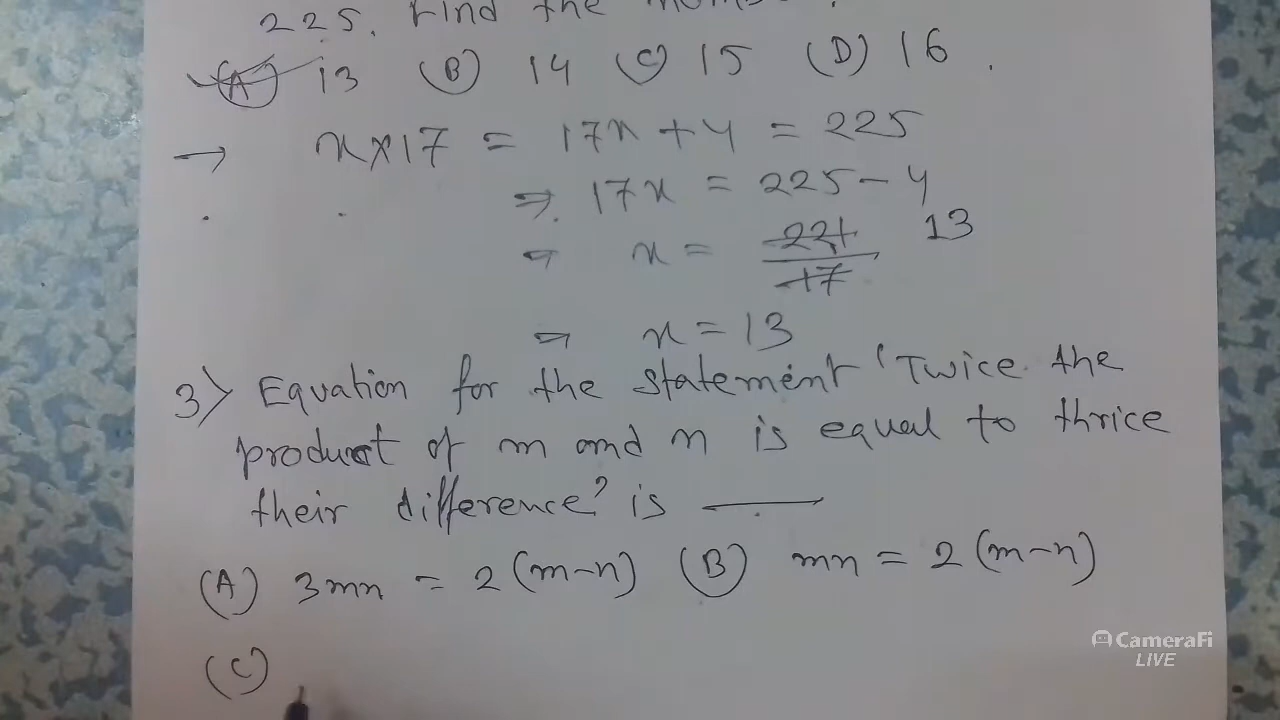 225. Find the
(A) 13 (B) 14 (C) 15 (D) 16 .
→ x×17 = 17x + 4 = 225
⇒ 17x = 225 - 4
⇒ x = 221/17 13
⇒ x = 13
3> Equation for the statement 'Twice the
product of m and n is equal to thrice
their difference' is ———
(A) 3mn = 2(m-n) (B) mn = 2(m-n)
(C)
CameraFi
LIVE